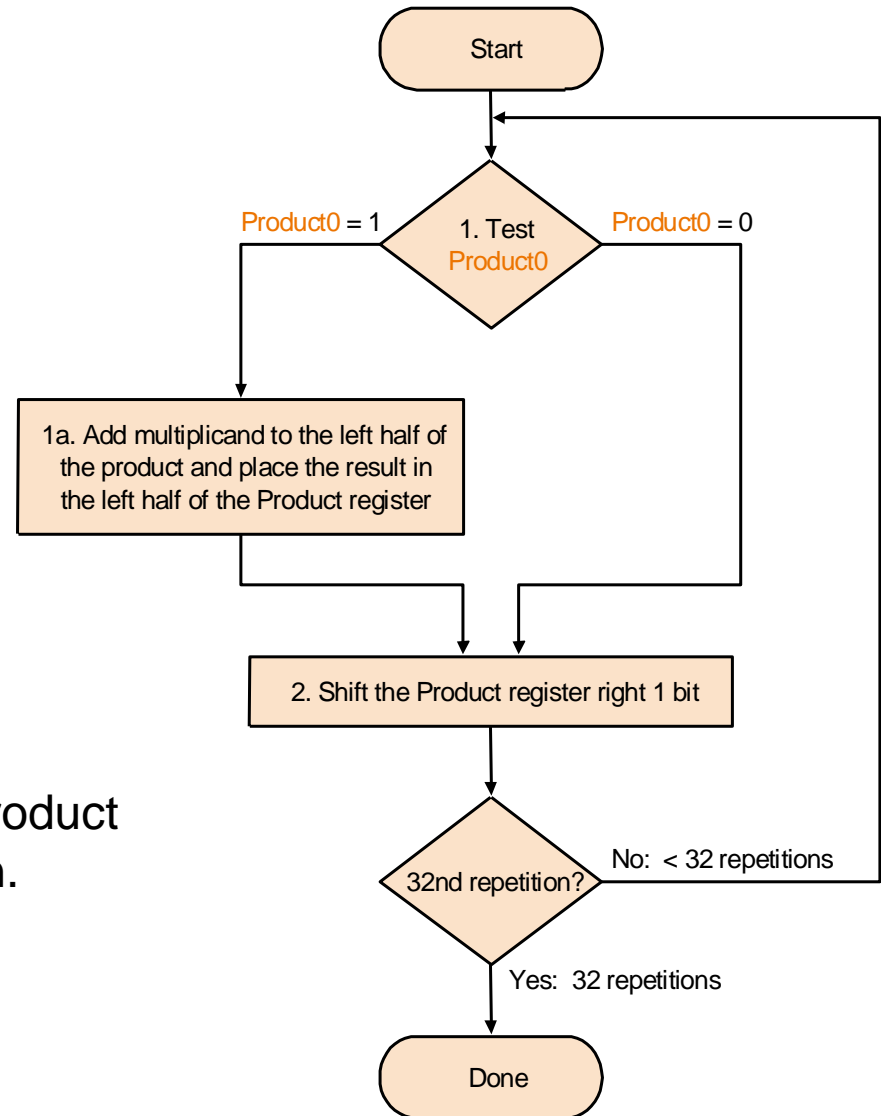 Start
Product0 = 1
1. Test
Product0
Product0 = 0
1a. Add multiplicand to the left half of
the product and place the result in
the left half of the Product register
2. Shift the Product register right 1 bit
32nd repetition?
No: < 32 repetitions
Yes: 32 repetitions
Done